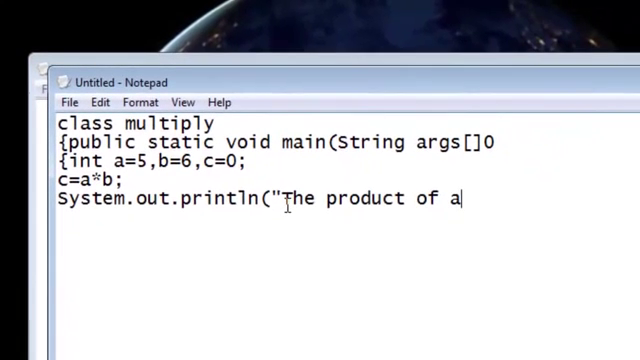 Untitled - Notepad
File Edit Format View Help
class multiply
{public static void main(String args[]0
{int a=5,b=6,c=0;
c=a*b;
System.out.println("The product of a